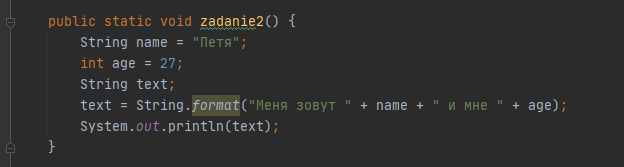 public static void zadanie2() {
String name = "Петя";
int age = 27;
String text;
text = String.format("Меня зовут " + name + " и мне " + age);
System.out.println(text);
}